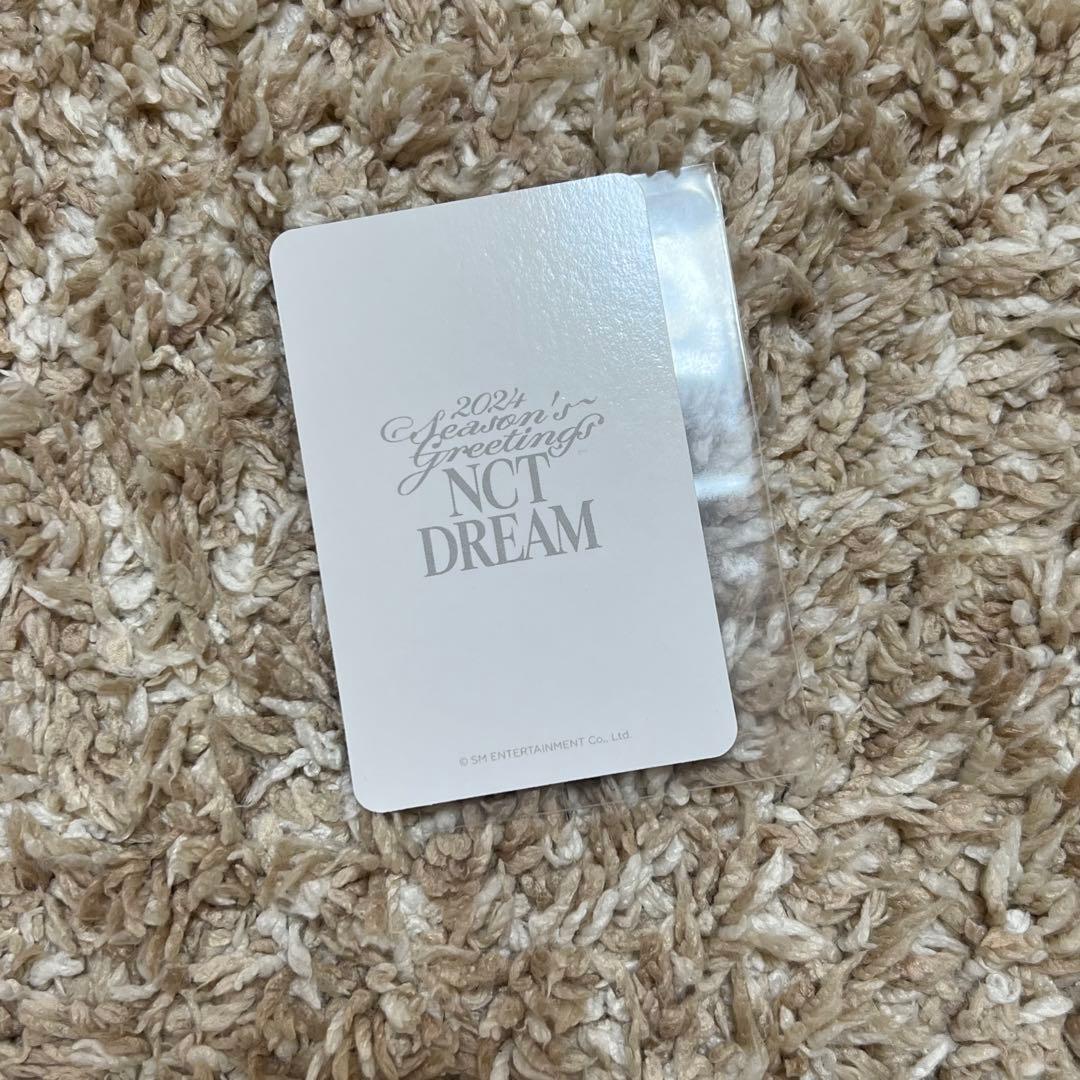 2024
Season's
Greetings
NCT
DREAM
© SM ENTERTAINMENT Co., Ltd.